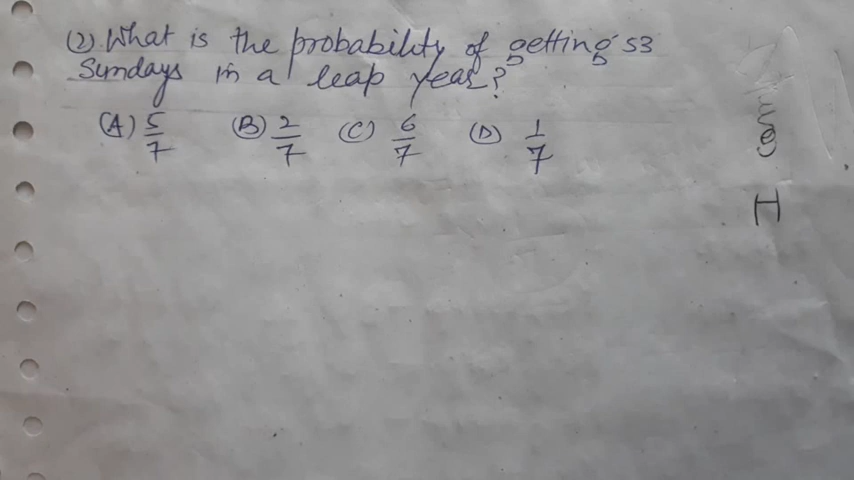 (2) What is the probability of getting 53
Sundays in a leap year?
(A) 5/7 (B) 2/7 (C) 6/7 (D) 1/7
H